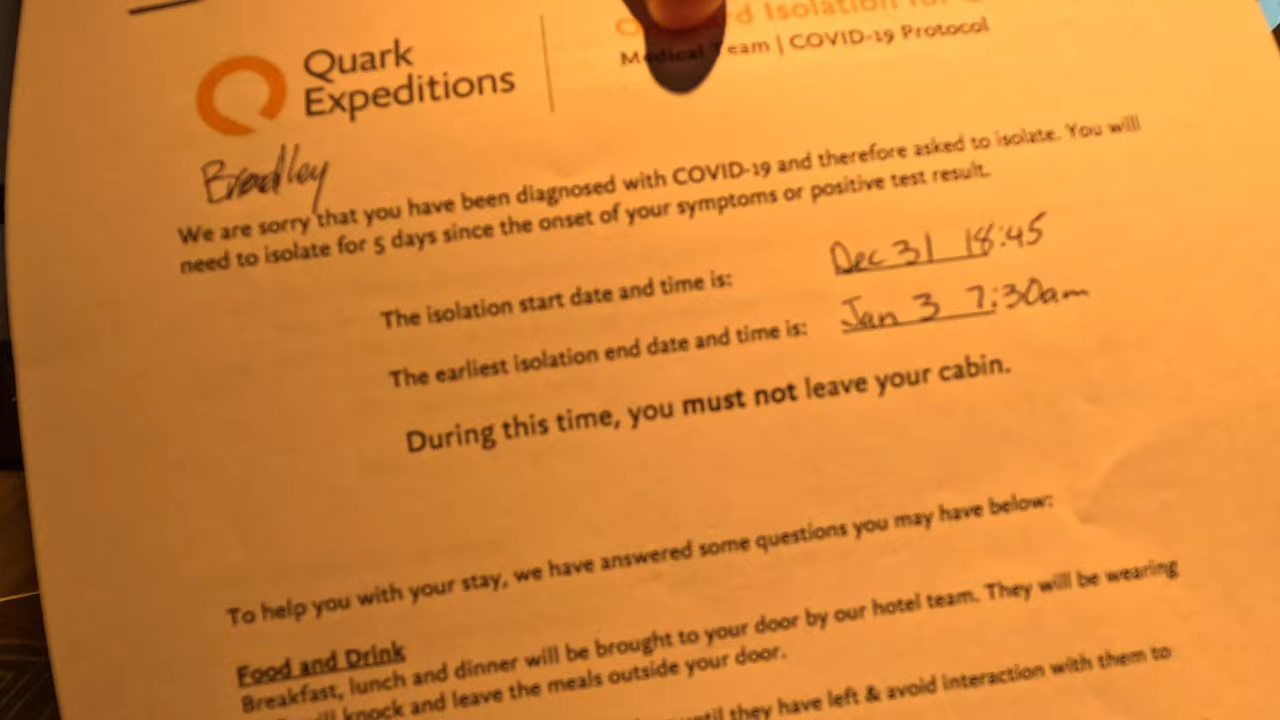 Quark
Expeditions
d Isolation for
Medical Team | COVID-19 Protocol
Bradley
We are sorry that you have been diagnosed with COVID-19 and therefore asked to isolate. You will
need to isolate for 5 days since the onset of your symptoms or positive test result.
The isolation start date and time is: Dec 31 18:45
The earliest isolation end date and time is: Jan 3 7:30am
During this time, you must not leave your cabin.
To help you with your stay, we have answered some questions you may have below:
Food and Drink
Breakfast, lunch and dinner will be brought to your door by our hotel team. They will be wearing
will knock and leave the meals outside your door.
until they have left & avoid interaction with them to